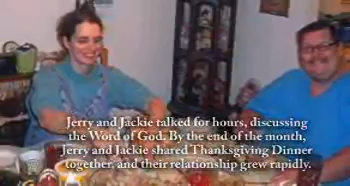 Jerry and Jackie talked for hours, discussing
the Word of God. By the end of the month,
Jerry and Jackie shared Thanksgiving Dinner
together, and their relationship grew rapidly.